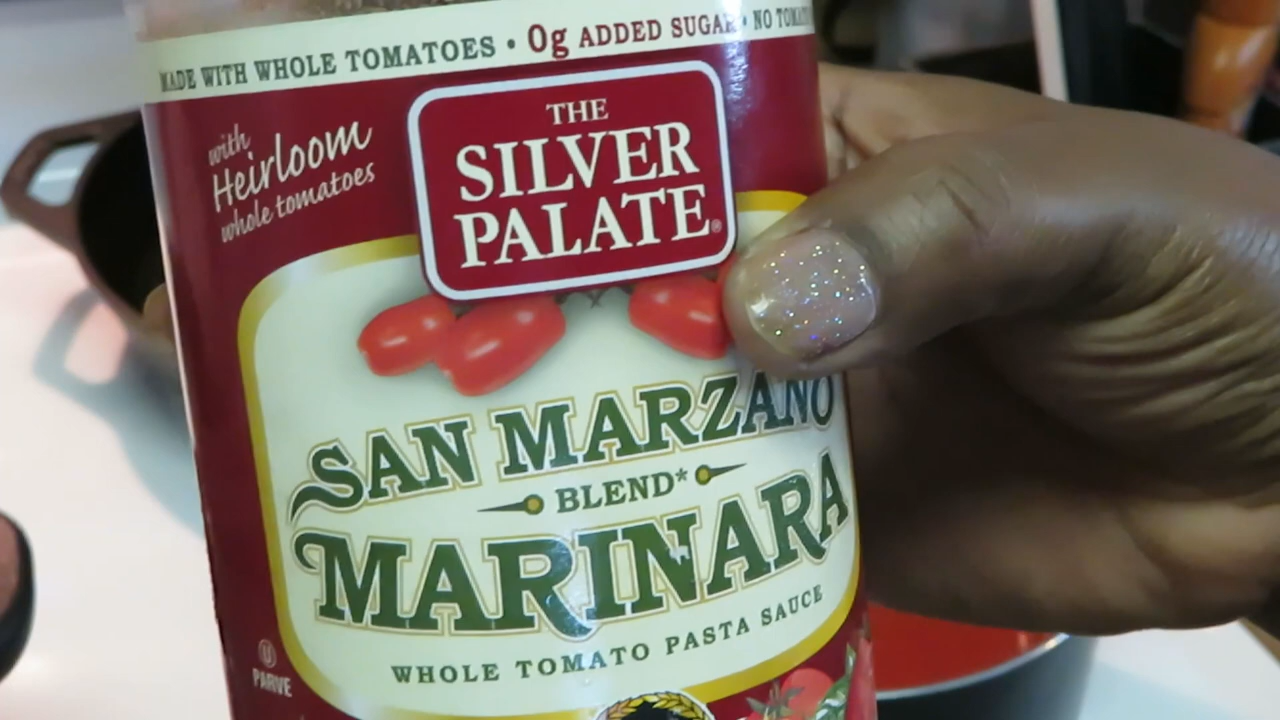 MADE WITH WHOLE TOMATOES • 0g ADDED SUGAR • NO
with
Heirloom
whole tomatoes
THE
SILVER
PALATE®
SAN MARZANO
BLEND*
MARINARA
WHOLE TOMATO PASTA SAUCE
U
PARVE